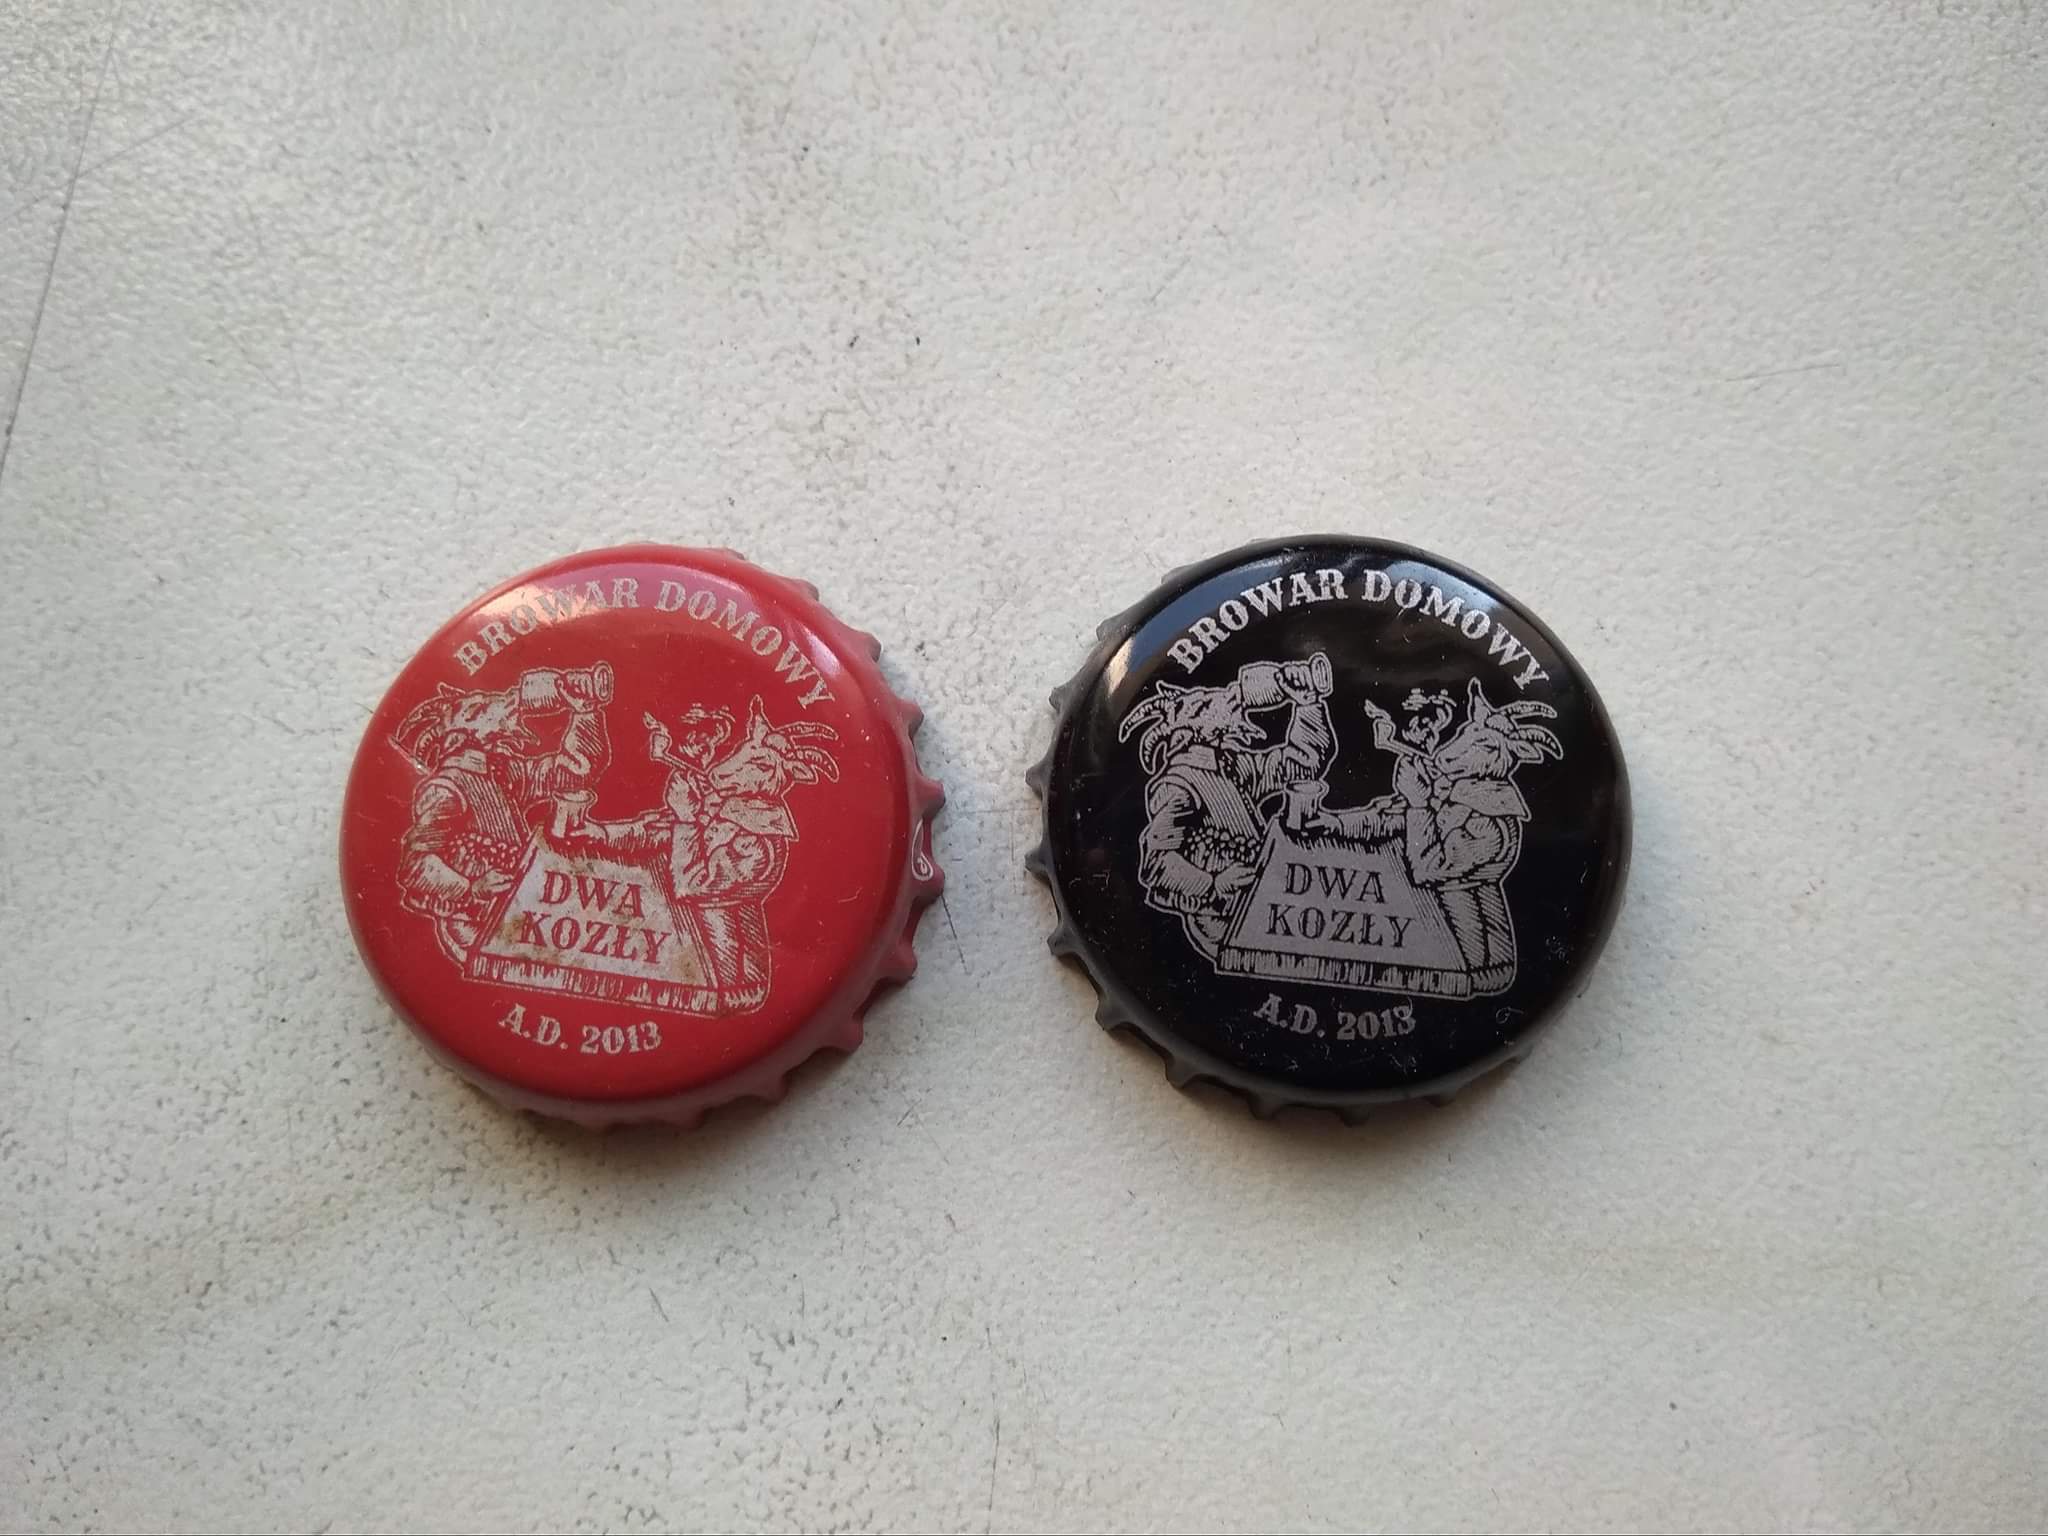 BROWAR DOMOWY
DWA
KOZŁY
A.D. 2013
BROWAR DOMOWY
DWA
KOZŁY
A.D. 2013